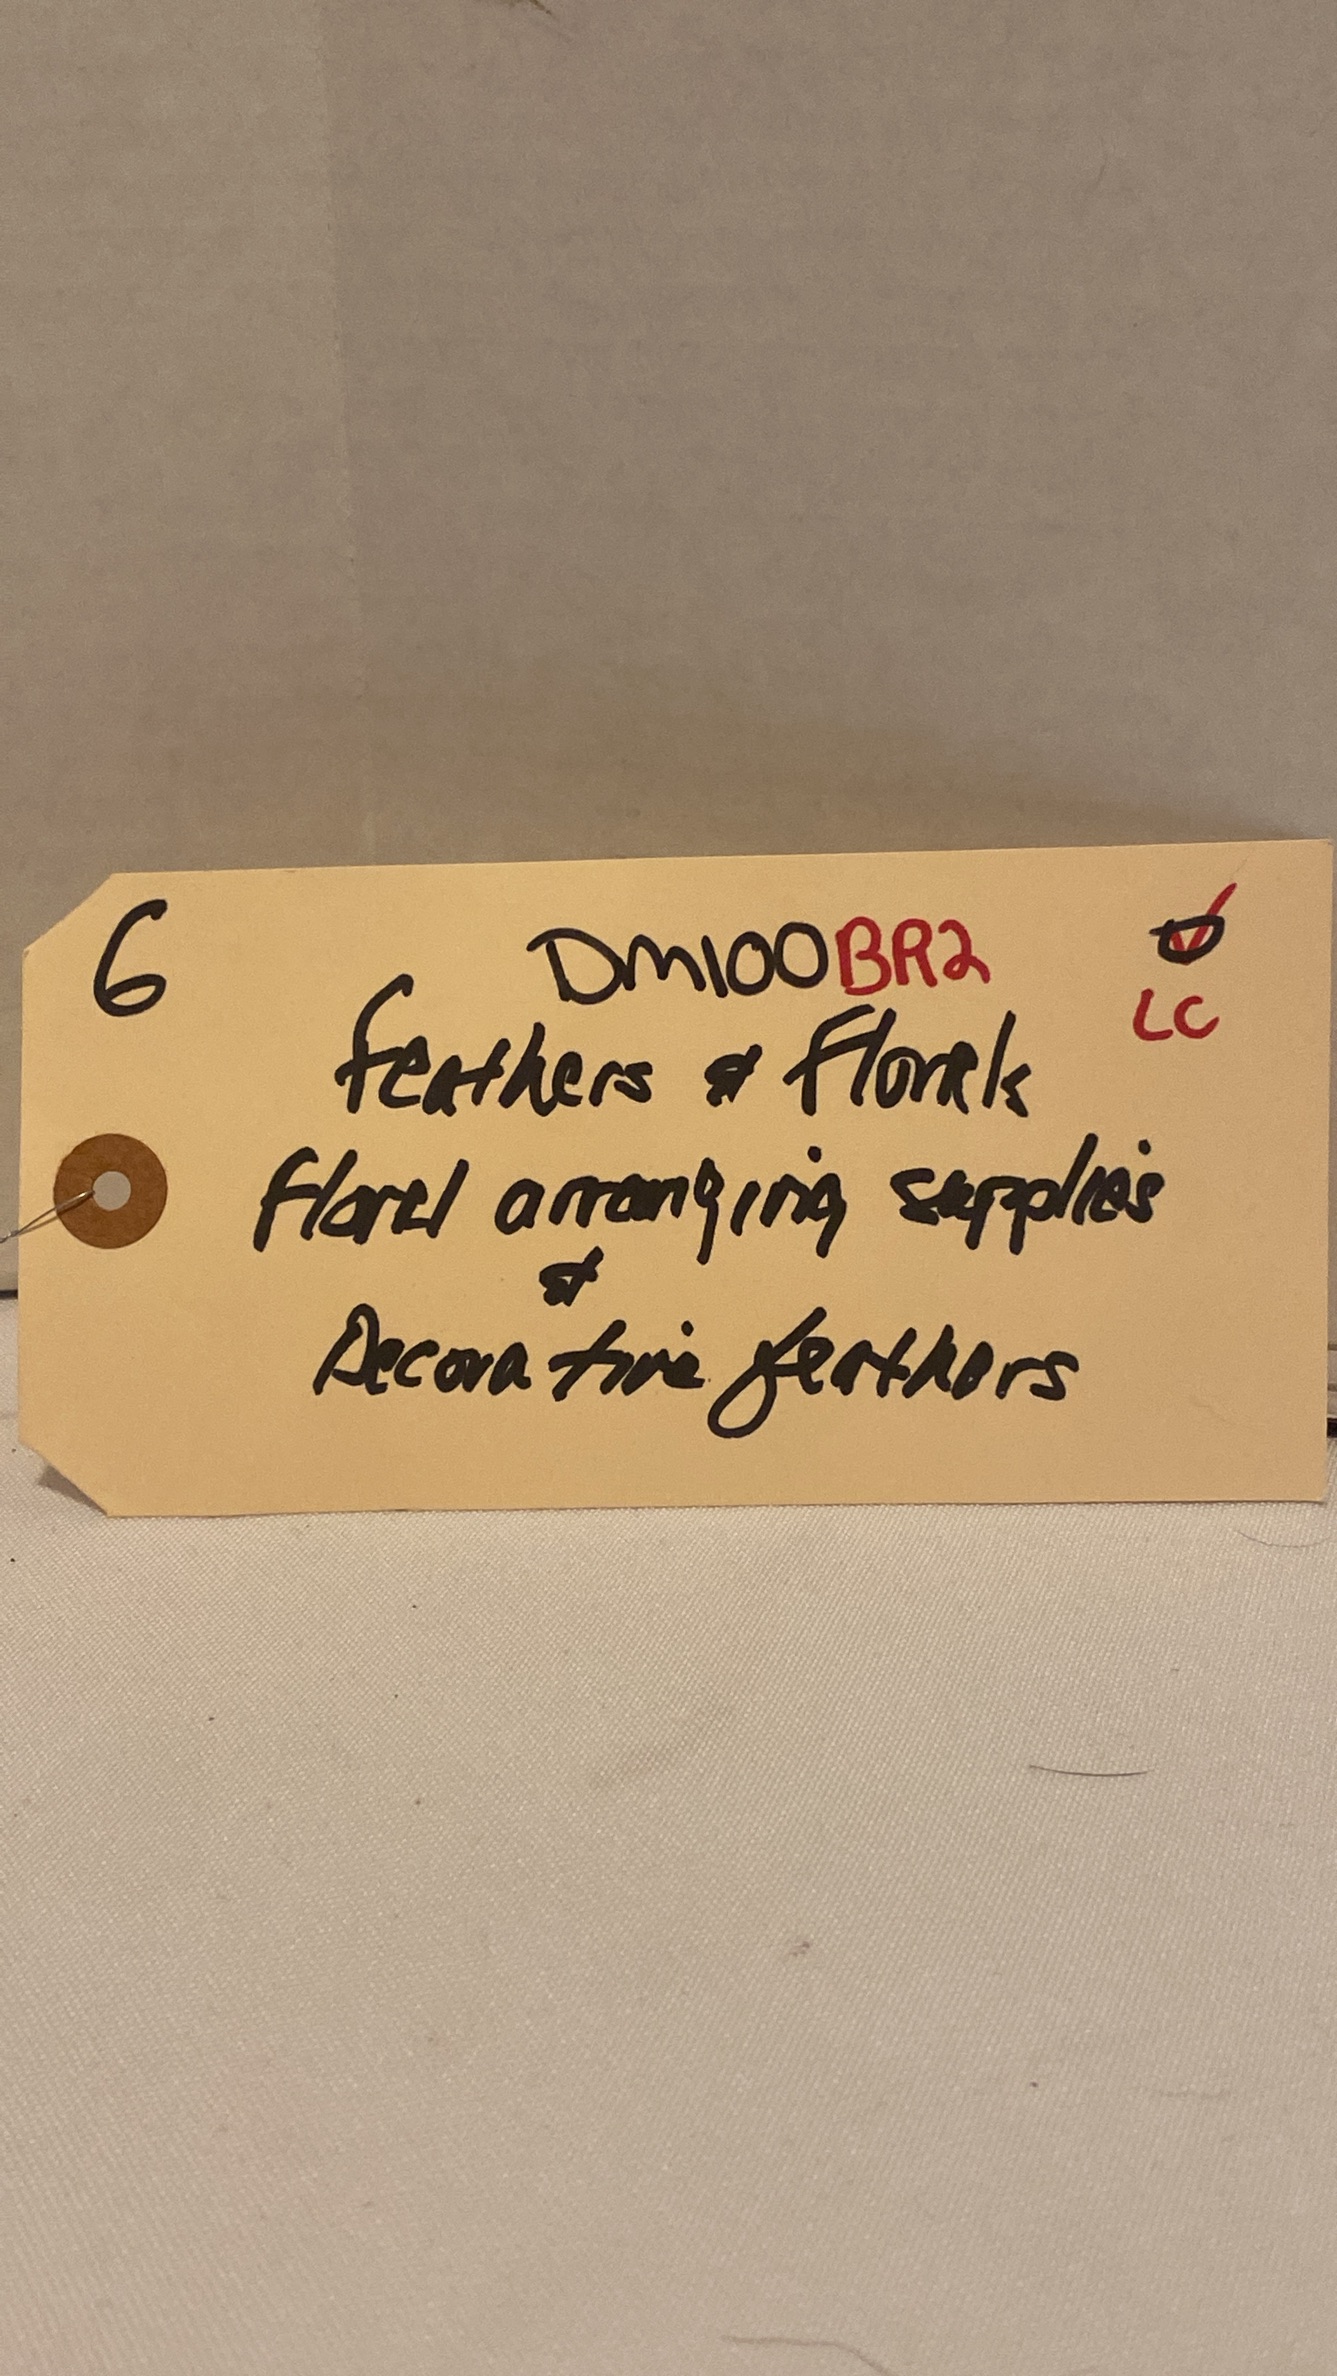 6
DM100BR2
LC
feathers & florals
floral arranging supplies
&
Decorative feathers